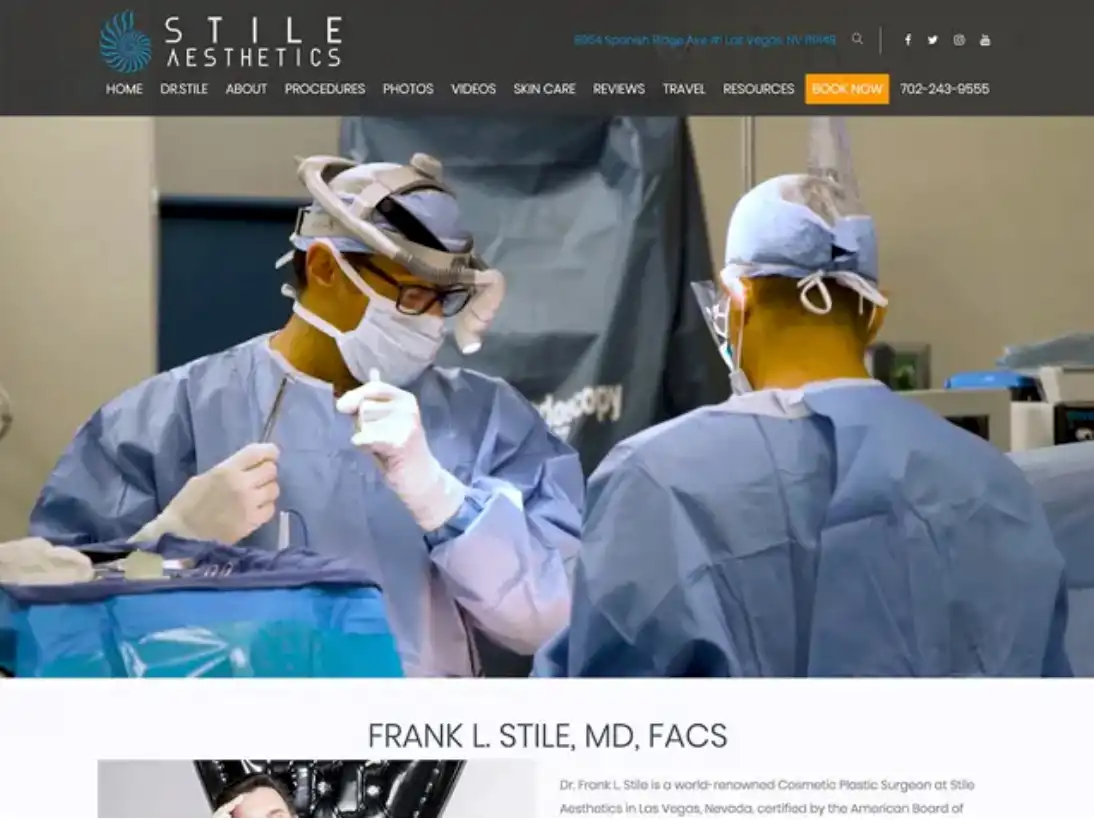 STILE
AESTHETICS
8954 Spanish Ridge Ave #1 Las Vegas, NV 89148
HOME DR.STILE ABOUT PROCEDURES PHOTOS VIDEOS SKIN CARE REVIEWS TRAVEL RESOURCES BOOK NOW 702-243-9555
FRANK L. STILE, MD, FACS
Dr. Frank L. Stile is a world-renowned Cosmetic Plastic Surgeon at Stile
Aesthetics in Las Vegas, Nevada, certified by the American Board of